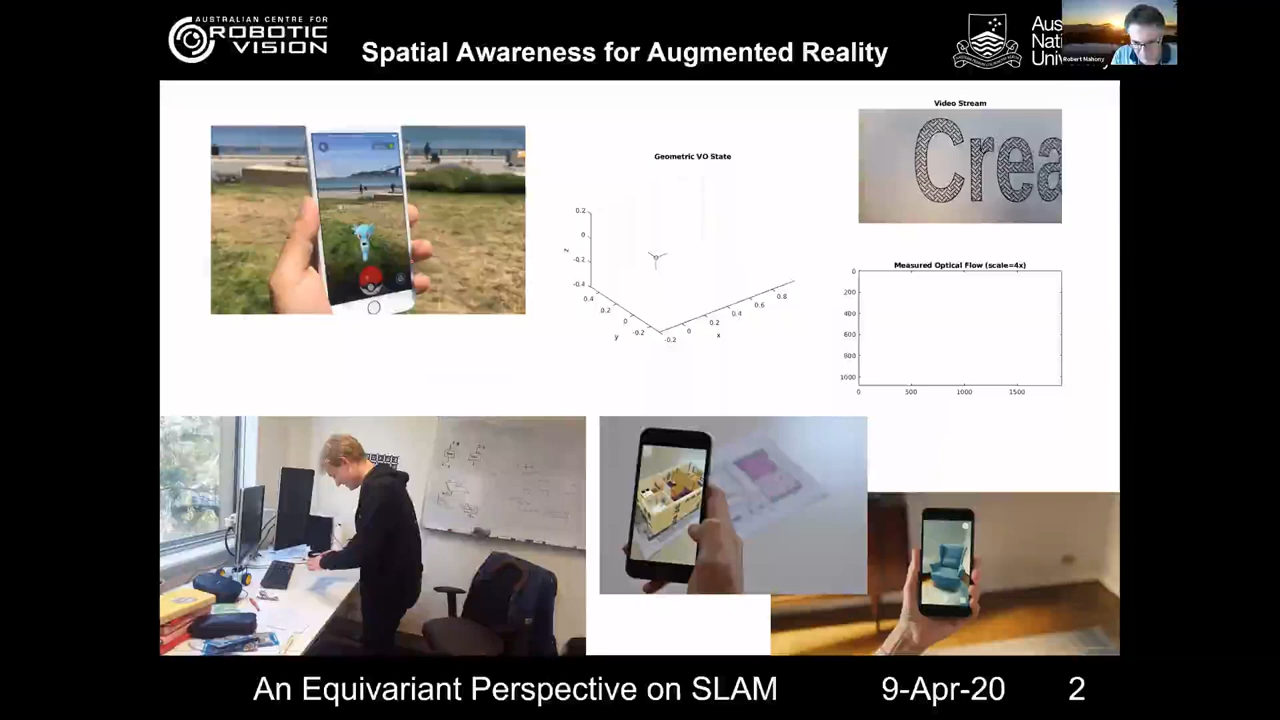 AUSTRALIAN CENTRE FOR
ROBOTIC
VISION
Spatial Awareness for Augmented Reality
Aus
Nati
Univ
Robert Mahony
Video Stream
Crea
Geometric VO State
0.2
0
-0.2
-0.4
z
0.4
0.2
0
-0.2
y
-0.2
0
0.2
0.4
0.6
0.8
x
Measured Optical Flow (scale=4x)
0
200
400
600
800
1000
0
500
1000
1500
An Equivariant Perspective on SLAM
9-Apr-20
2